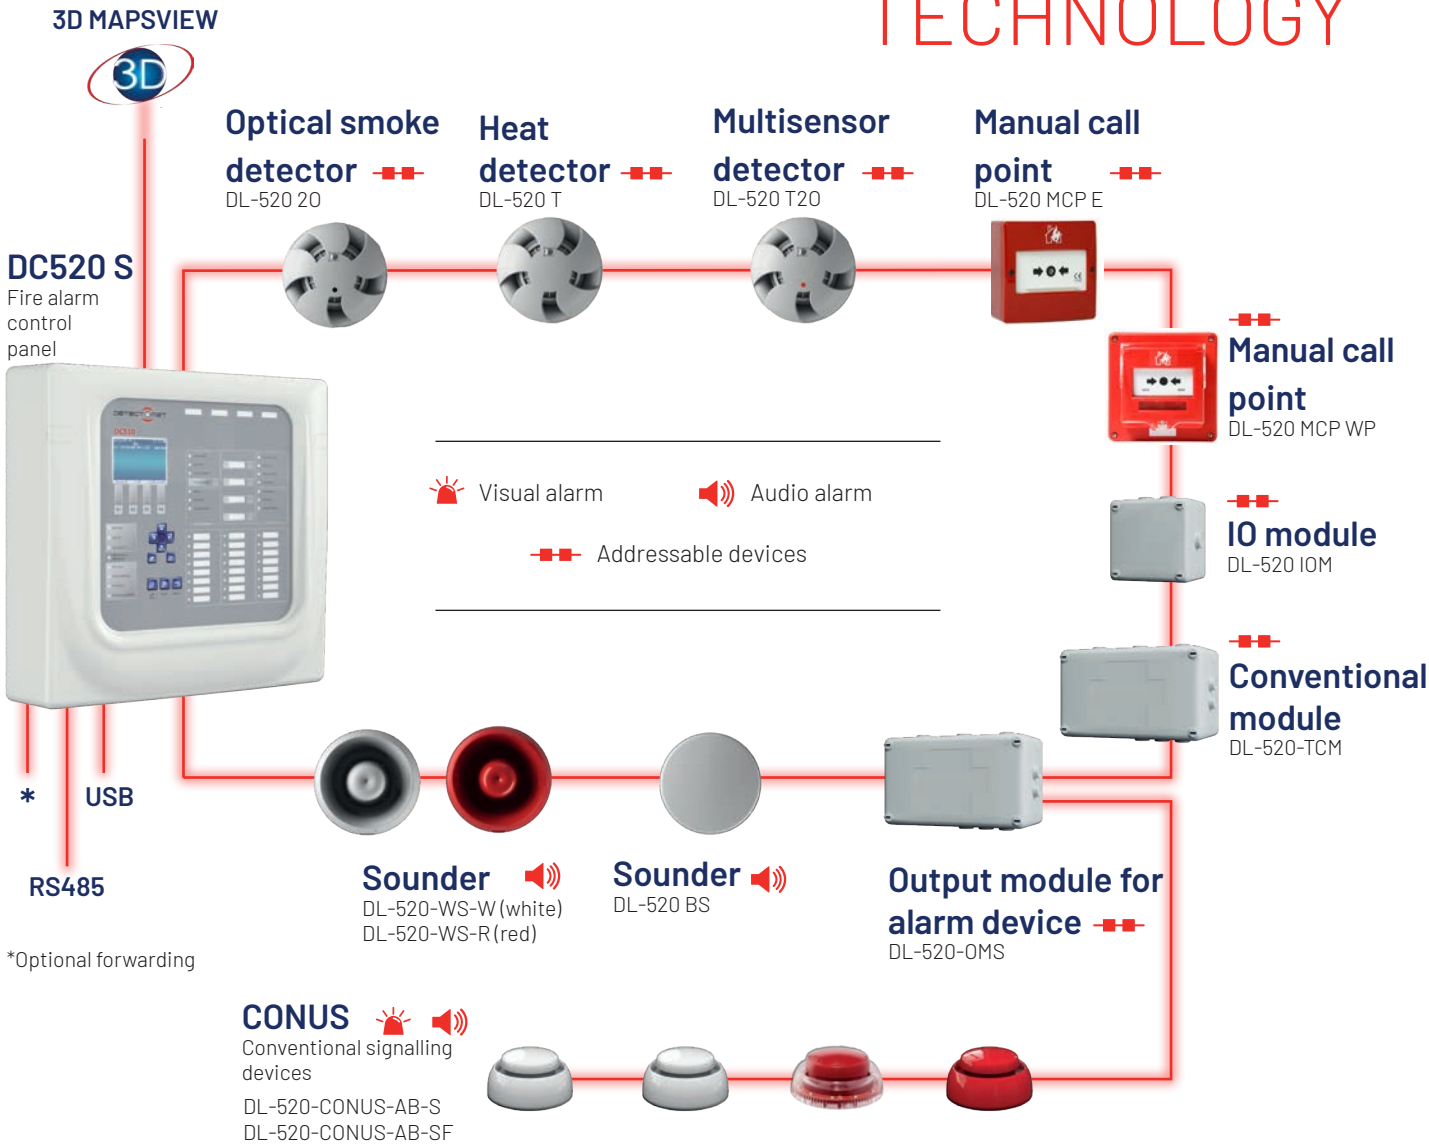 TECHNOLOGY
3D MAPSVIEW
3D
Optical smoke
detector
DL-520 2O
Heat
detector
DL-520 T
Multisensor
detector
DL-520 T2O
Manual call
point
DL-520 MCP E
DC520 S
Fire alarm
control
panel
DETECTOMAT
DC510
Manual call
point
DL-520 MCP WP
Visual alarm
Audio alarm
Addressable devices
IO module
DL-520 IOM
Conventional
module
DL-520-TCM
*
USB
RS485
*Optional forwarding
Sounder
DL-520-WS-W (white)
DL-520-WS-R (red)
Sounder
DL-520 BS
Output module for
alarm device
DL-520-OMS
CONUS
Conventional signalling
devices
DL-520-CONUS-AB-S
DL-520-CONUS-AB-SF